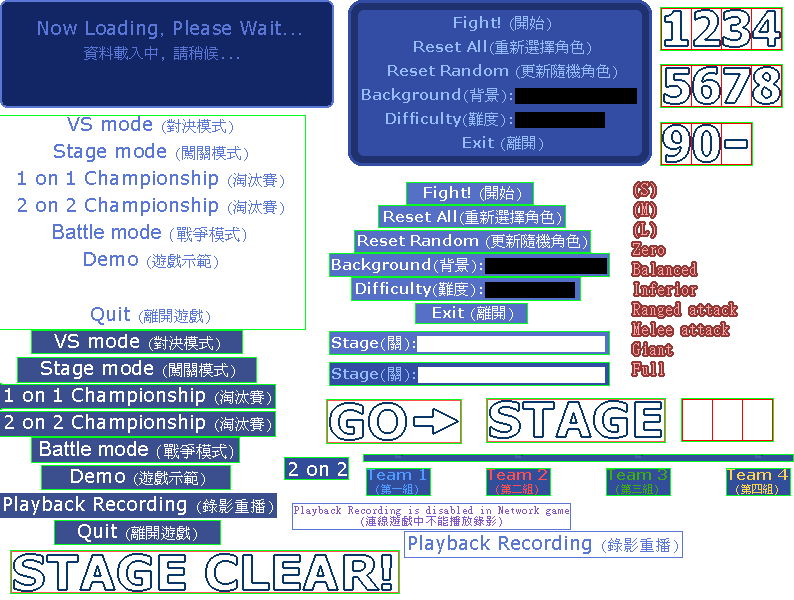 Now Loading, Please Wait...
資料載入中, 請稍候...
VS mode (對決模式)
Stage mode (闖關模式)
1 on 1 Championship (淘汰賽)
2 on 2 Championship (淘汰賽)
Battle mode (戰爭模式)
Demo (遊戲示範)
Quit (離開遊戲)
VS mode (對決模式)
Stage mode (闖關模式)
1 on 1 Championship (淘汰賽)
2 on 2 Championship (淘汰賽)
Battle mode (戰爭模式)
Demo (遊戲示範)
Playback Recording (錄影重播)
Quit (離開遊戲)
STAGE CLEAR!
Fight! (開始)
Reset All(重新選擇角色)
Reset Random (更新隨機角色)
Background(背景):
Difficulty(難度):
Exit (離開)
Fight! (開始)
Reset All(重新選擇角色)
Reset Random (更新隨機角色)
Background(背景):
Difficulty(難度):
Exit (離開)
Stage(關):
Stage(關):
1234
5678
90-
(S)
(M)
(L)
Zero
Balanced
Inferior
Ranged attack
Melee attack
Giant
Full
GO→ STAGE
2 on 2
Team 1 Team 2 Team 3 Team 4
(第一組) (第二組) (第三組) (第四組)
Playback Recording is disabled in Network game
(連線遊戲中不能播放錄影)
Playback Recording (錄影重播)